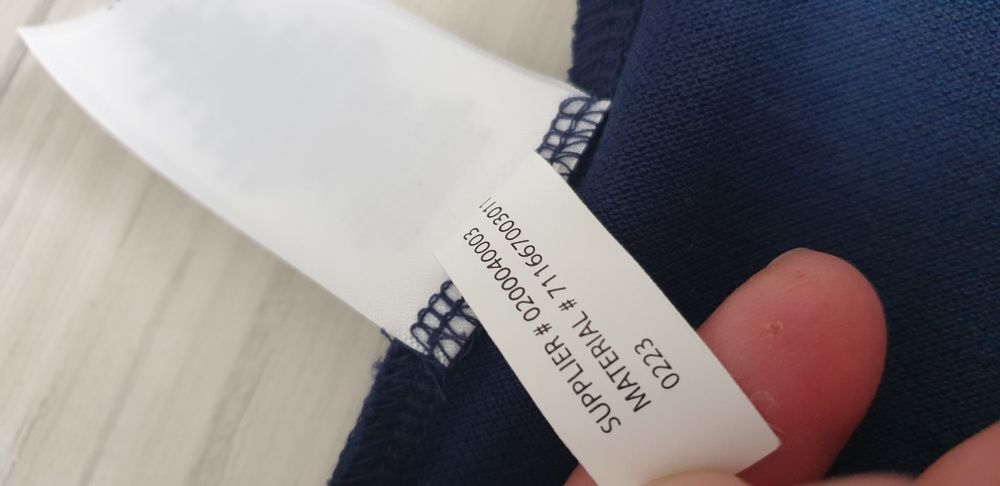 SUPPLIER # 0200040003
MATERIAL # 711667003011
0223